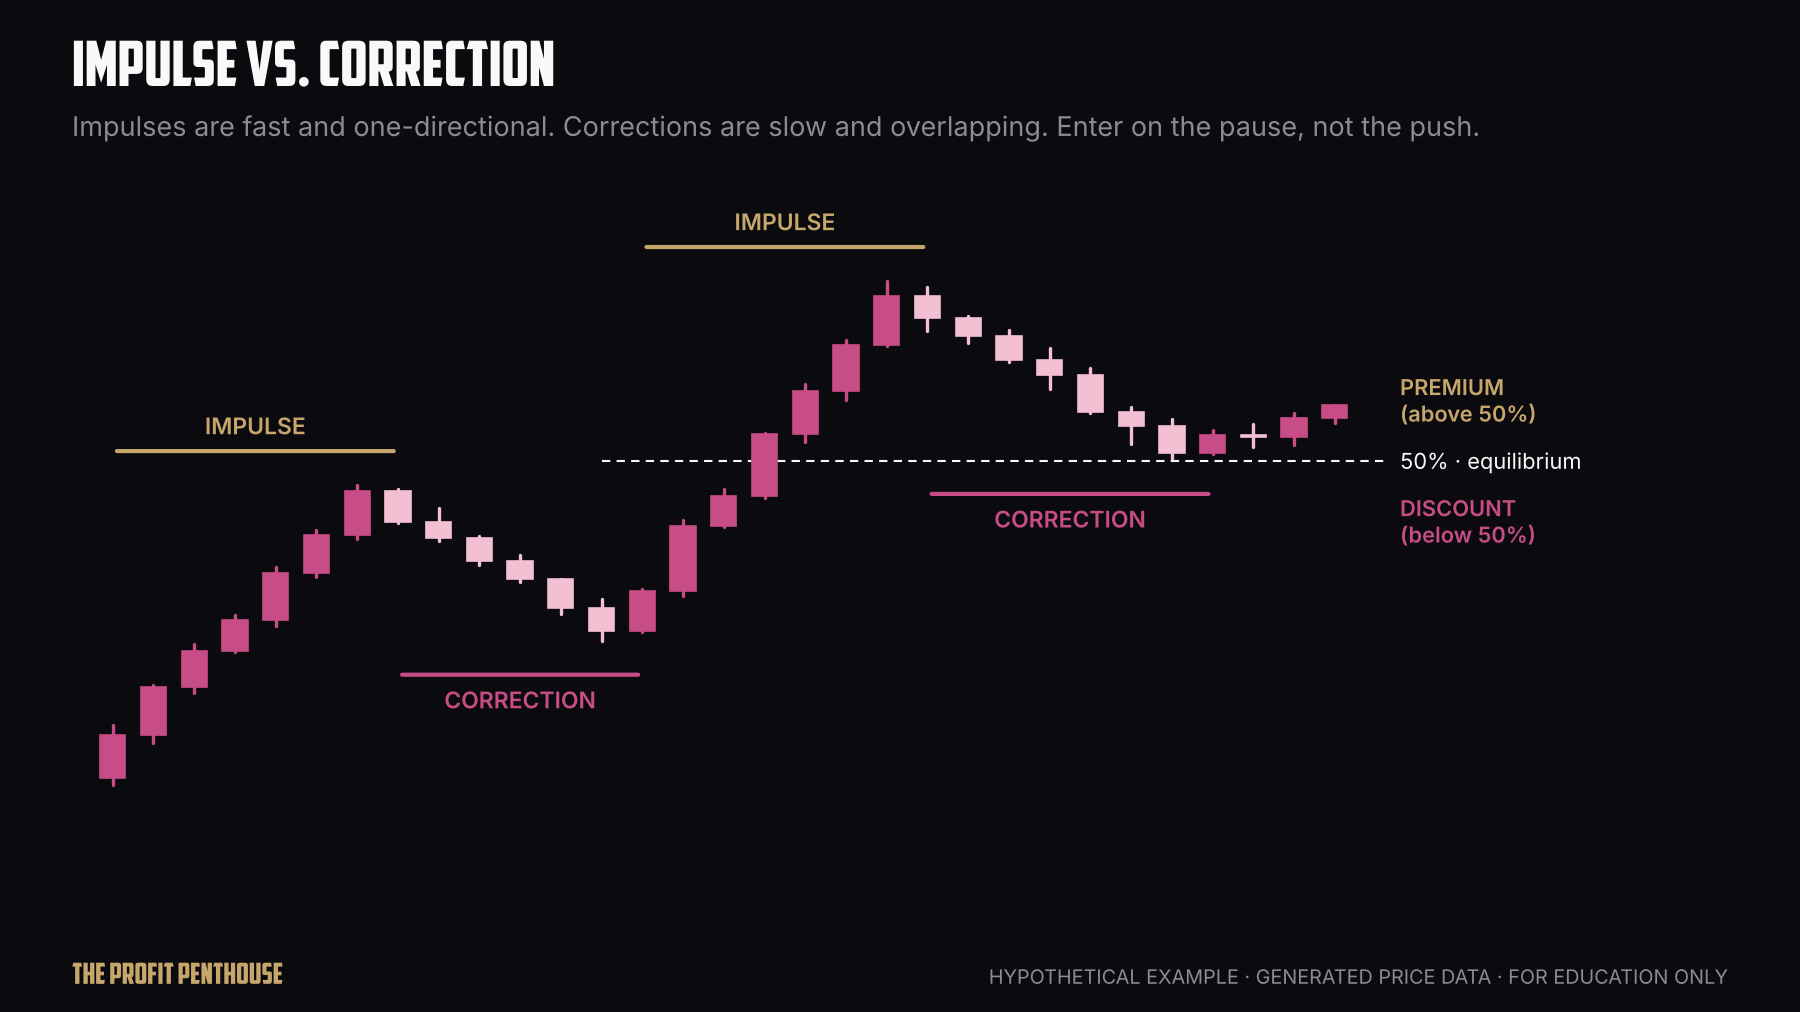 IMPULSE VS. CORRECTION
Impulses are fast and one-directional. Corrections are slow and overlapping. Enter on the pause, not the push.
IMPULSE
IMPULSE
PREMIUM
(above 50%)
50% · equilibrium
DISCOUNT
(below 50%)
CORRECTION
CORRECTION
THE PROFIT PENTHOUSE
HYPOTHETICAL EXAMPLE · GENERATED PRICE DATA · FOR EDUCATION ONLY